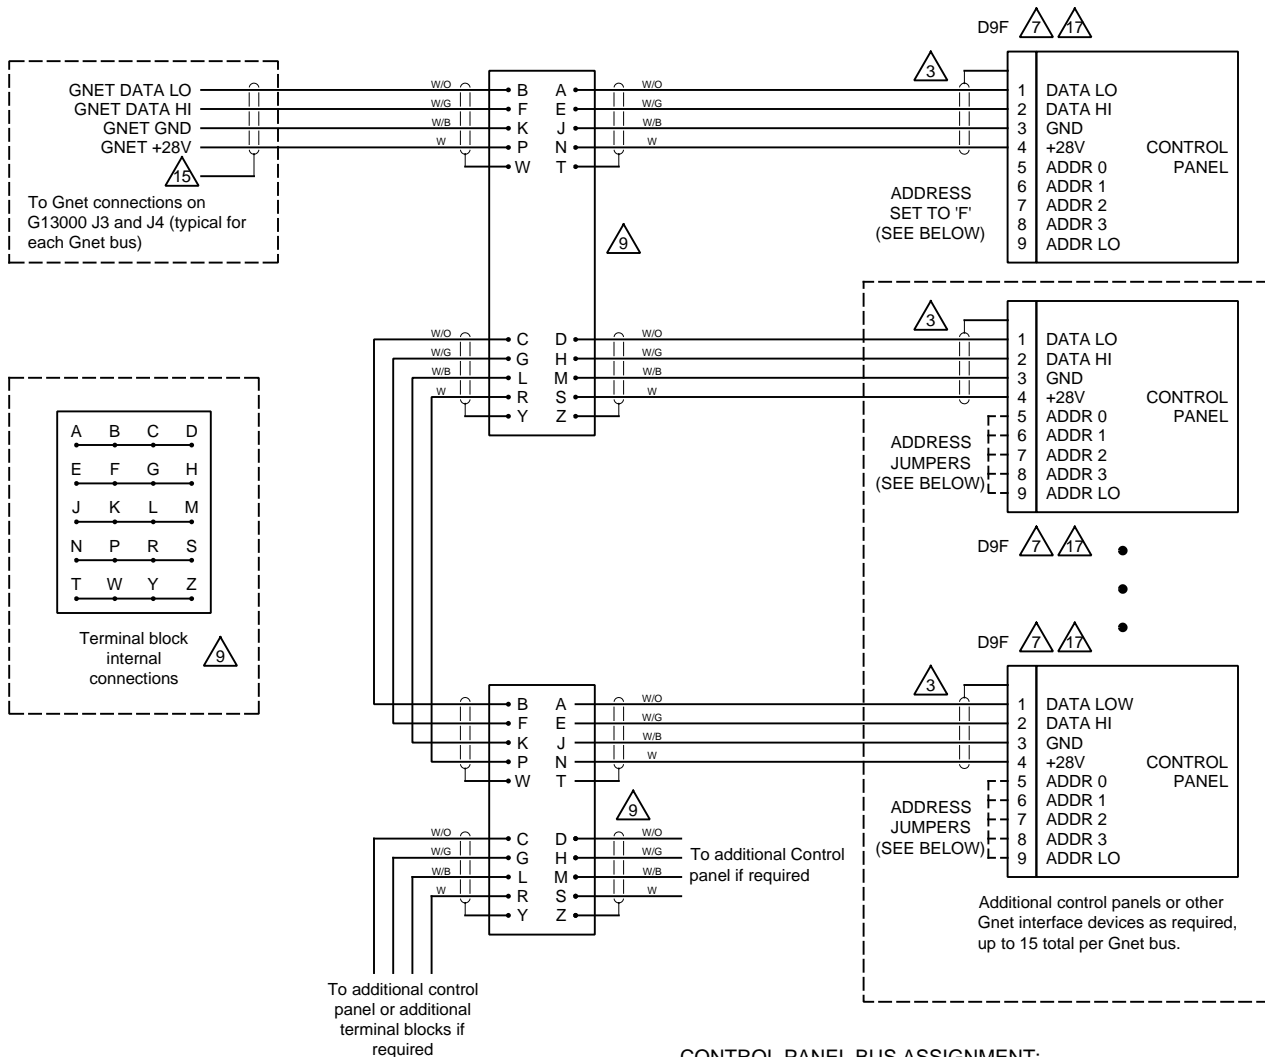 D9F 7 17
GNET DATA LO
GNET DATA HI
GNET GND
GNET +28V
15
To Gnet connections on
G13000 J3 and J4 (typical for
each Gnet bus)
W/O
W/G
W/B
W
B A
F E
K J
P N
W T
W/O
W/G
W/B
W
3
1 DATA LO
2 DATA HI
3 GND
4 +28V
5 ADDR 0
6 ADDR 1
7 ADDR 2
8 ADDR 3
9 ADDR LO
CONTROL
PANEL
ADDRESS
SET TO 'F'
(SEE BELOW)
9
W/O
W/G
W/B
W
C D
G H
L M
R S
Y Z
W/O
W/G
W/B
W
3
1 DATA LO
2 DATA HI
3 GND
4 +28V
5 ADDR 0
6 ADDR 1
7 ADDR 2
8 ADDR 3
9 ADDR LO
CONTROL
PANEL
ADDRESS
JUMPERS
(SEE BELOW)
D9F 7 17
A B C D
E F G H
J K L M
N P R S
T W Y Z
Terminal block
internal
connections
9
D9F 7 17
B A
F E
K J
P N
W T
W/O
W/G
W/B
W
3
1 DATA LOW
2 DATA HI
3 GND
4 +28V
5 ADDR 0
6 ADDR 1
7 ADDR 2
8 ADDR 3
9 ADDR LO
CONTROL
PANEL
ADDRESS
JUMPERS
(SEE BELOW)
9
W/O
W/G
W/B
W
C D
G H
L M
R S
Y Z
W/O
W/G
W/B
W
To additional Control
panel if required
Additional control panels or other
Gnet interface devices as required,
up to 15 total per Gnet bus.
To additional control
panel or additional
terminal blocks if
required
CONTROL PANEL BUS ASSIGNMENT: